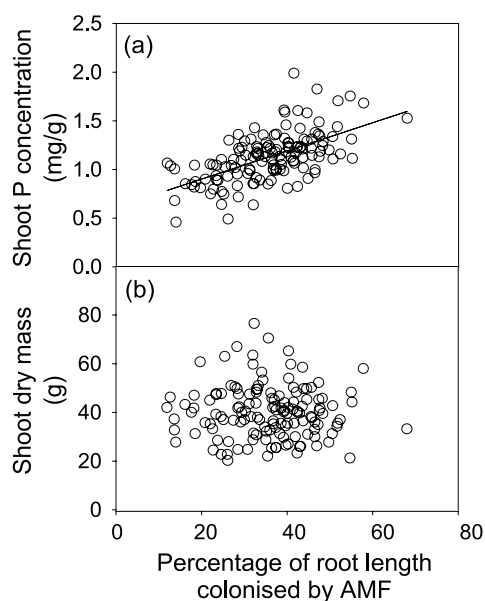 (a)
Shoot P concentration
(mg/g)
2.5
2.0
1.5
1.0
0.5
0.0
(b)
Shoot dry mass
(g)
80
60
40
20
0
0 20 40 60 80
Percentage of root length
colonised by AMF